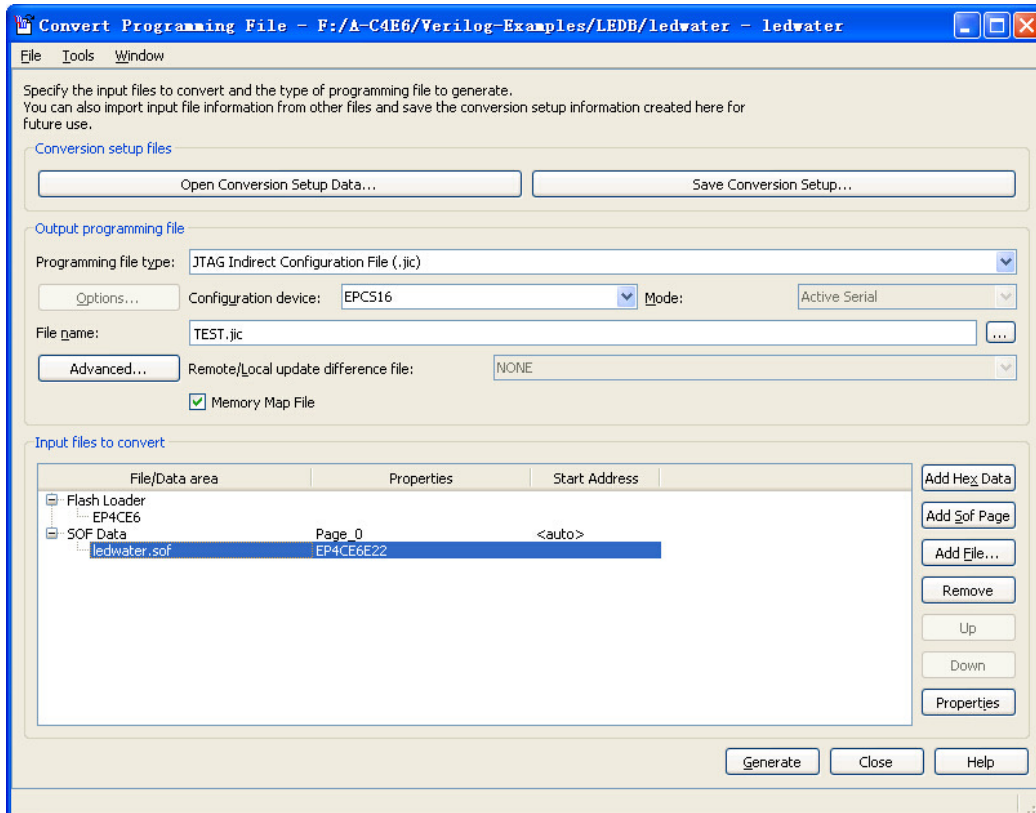 Convert Programming File - F:/A-C4E6/Verilog-Examples/LEDB/ledwater - ledwater
File Tools Window
Specify the input files to convert and the type of programming file to generate.
You can also import input file information from other files and save the conversion setup information created here for
future use.
Conversion setup files
Open Conversion Setup Data... Save Conversion Setup...
Output programming file
Programming file type: JTAG Indirect Configuration File (.jic)
Options... Configuration device: EPCS16 Mode: Active Serial
File name: TEST.jic ...
Advanced... Remote/Local update difference file: NONE
Memory Map File
Input files to convert
File/Data area Properties Start Address
Add Hex Data
Flash Loader
EP4CE6
Add Sof Page
SOF Data Page_0 <auto>
ledwater.sof EP4CE6E22
Add File...
Remove
Up
Down
Properties
Generate Close Help